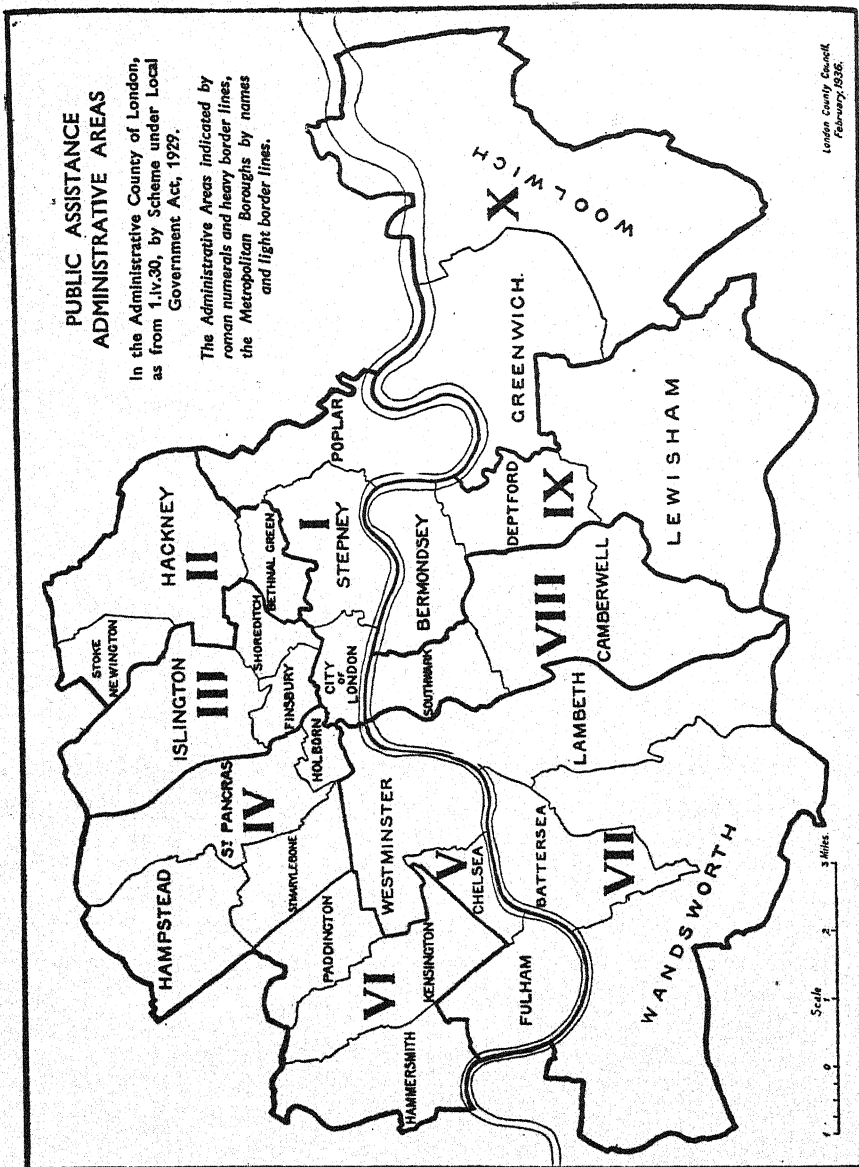 PUBLIC ASSISTANCE
ADMINISTRATIVE AREAS
In the Administrative County of London,
as from 1.iv.30, by Scheme under Local
Government Act, 1929.
The Administrative Areas indicated by
roman numerals and heavy border lines,
the Metropolitan Boroughs by names
and light border lines.
HAMPSTEAD
ST PANCRAS
IV
ISLINGTON
III
STOKE
NEWINGTON
HACKNEY
II
ST MARYLEBONE
PADDINGTON
HOLBORN
FINSBURY
SHOREDITCH
BETHNAL GREEN
HAMMERSMITH
VI
KENSINGTON
WESTMINSTER
CITY
OF
LONDON
I
STEPNEY
POPLAR
V
CHELSEA
FULHAM
BATTERSEA
VII
WANDSWORTH
LAMBETH
SOUTHWARK
BERMONDSEY
VIII
CAMBERWELL
DEPTFORD
IX
GREENWICH.
LEWISHAM
X
WOOLWICH
Scale
1 0 1 2 3 Miles.
London County Council,
February, 1936.